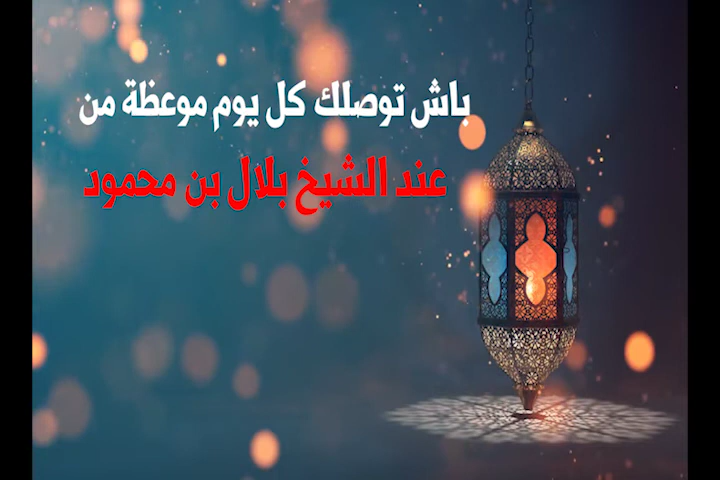 باش توصلك كل يوم موعظة من
عند الشيخ بلال بن محمود